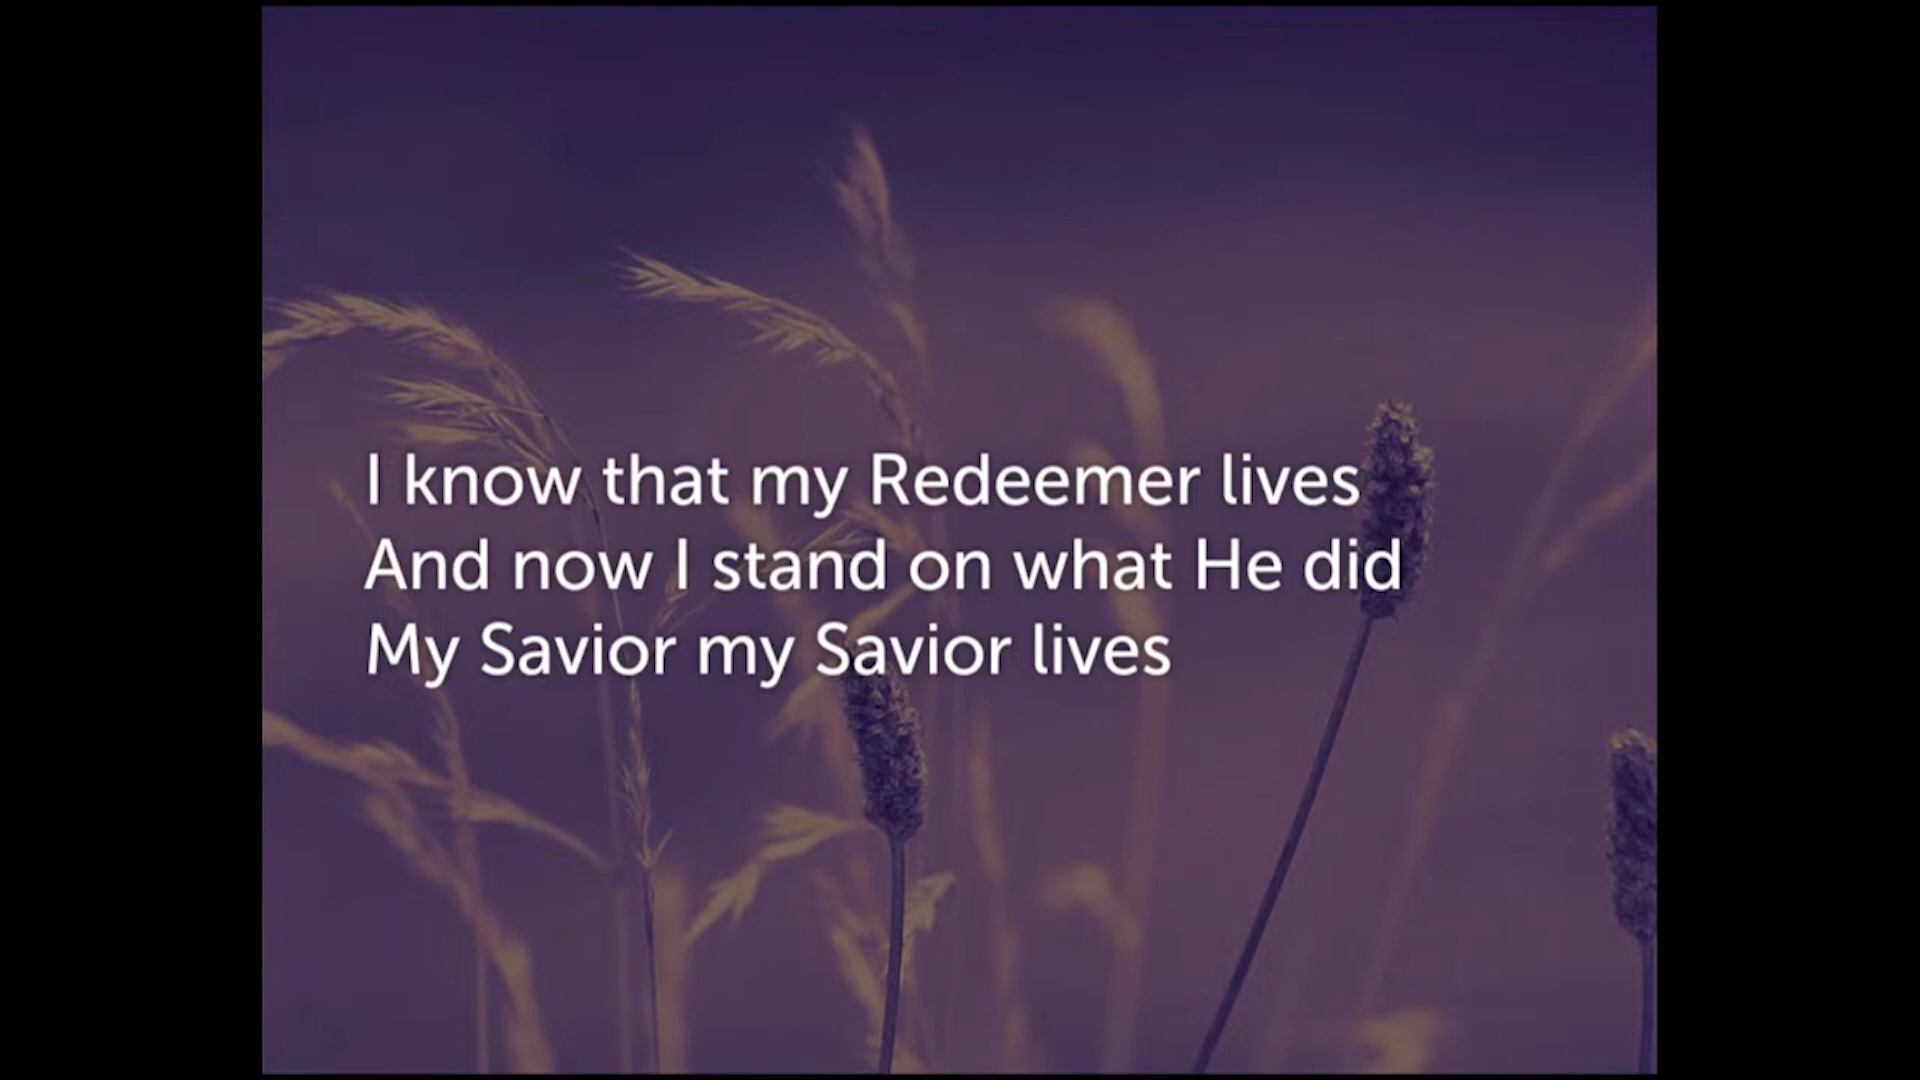 I know that my Redeemer lives
And now I stand on what He did
My Savior my Savior lives